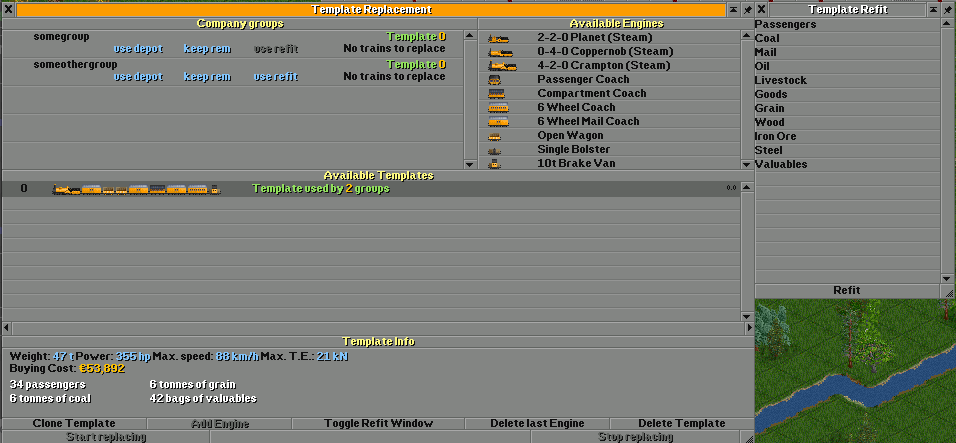 Template Replacement
Company groups
somegroup
Template 0
use depot keep rem use refit No trains to replace
someothergroup
Template 0
use depot keep rem use refit No trains to replace
Available Engines
2-2-0 Planet (Steam)
0-4-0 Coppernob (Steam)
4-2-0 Crampton (Steam)
Passenger Coach
Compartment Coach
6 Wheel Coach
6 Wheel Mail Coach
Open Wagon
Single Bolster
10t Brake Van
Available Templates
0 Template used by 2 groups 0,0
Template Info
Weight: 47 t Power: 355 hp Max. speed: 88 km/h Max. T.E.: 21 kN
Buying Cost: €53,892
34 passengers 6 tonnes of grain
6 tonnes of coal 42 bags of valuables
Clone Template Add Engine Toggle Refit Window Delete last Engine Delete Template
Start replacing Stop replacing
Template Refit
Passengers
Coal
Mail
Oil
Livestock
Goods
Grain
Wood
Iron Ore
Steel
Valuables
Refit